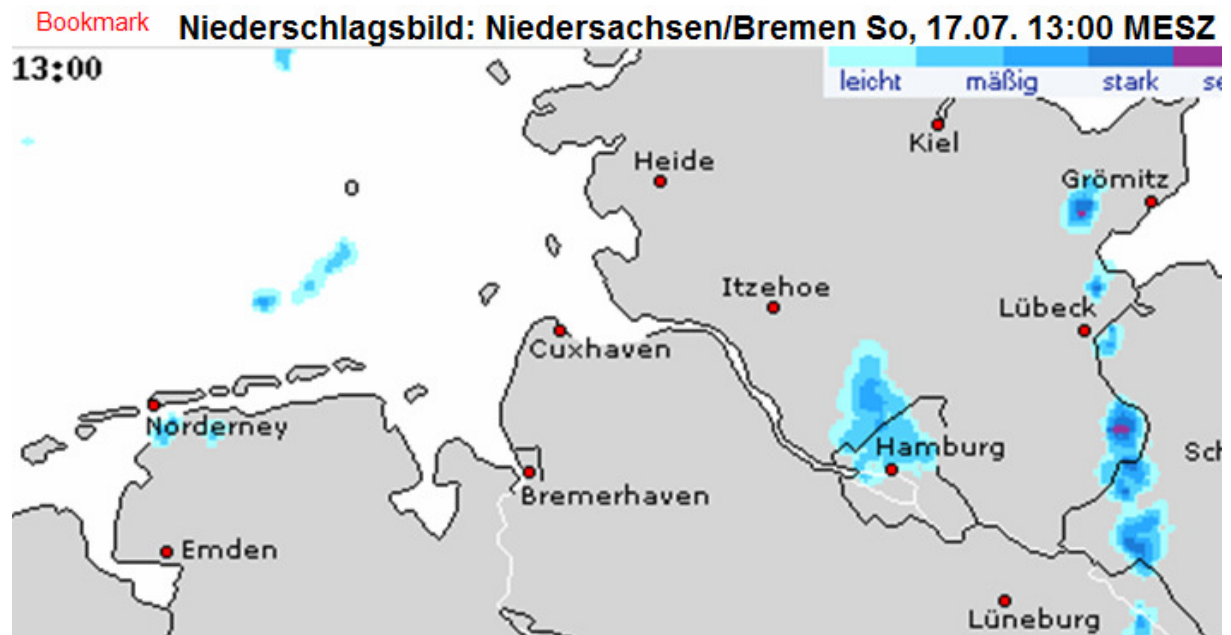 Bookmark Niederschlagsbild: Niedersachsen/Bremen So, 17.07. 13:00 MESZ
13:00
leicht mäßig stark
Kiel
Heide
Grömitz
Itzehoe
Lübeck
Cuxhaven
Norderney
Hamburg
Bremerhaven
Emden
Lüneburg